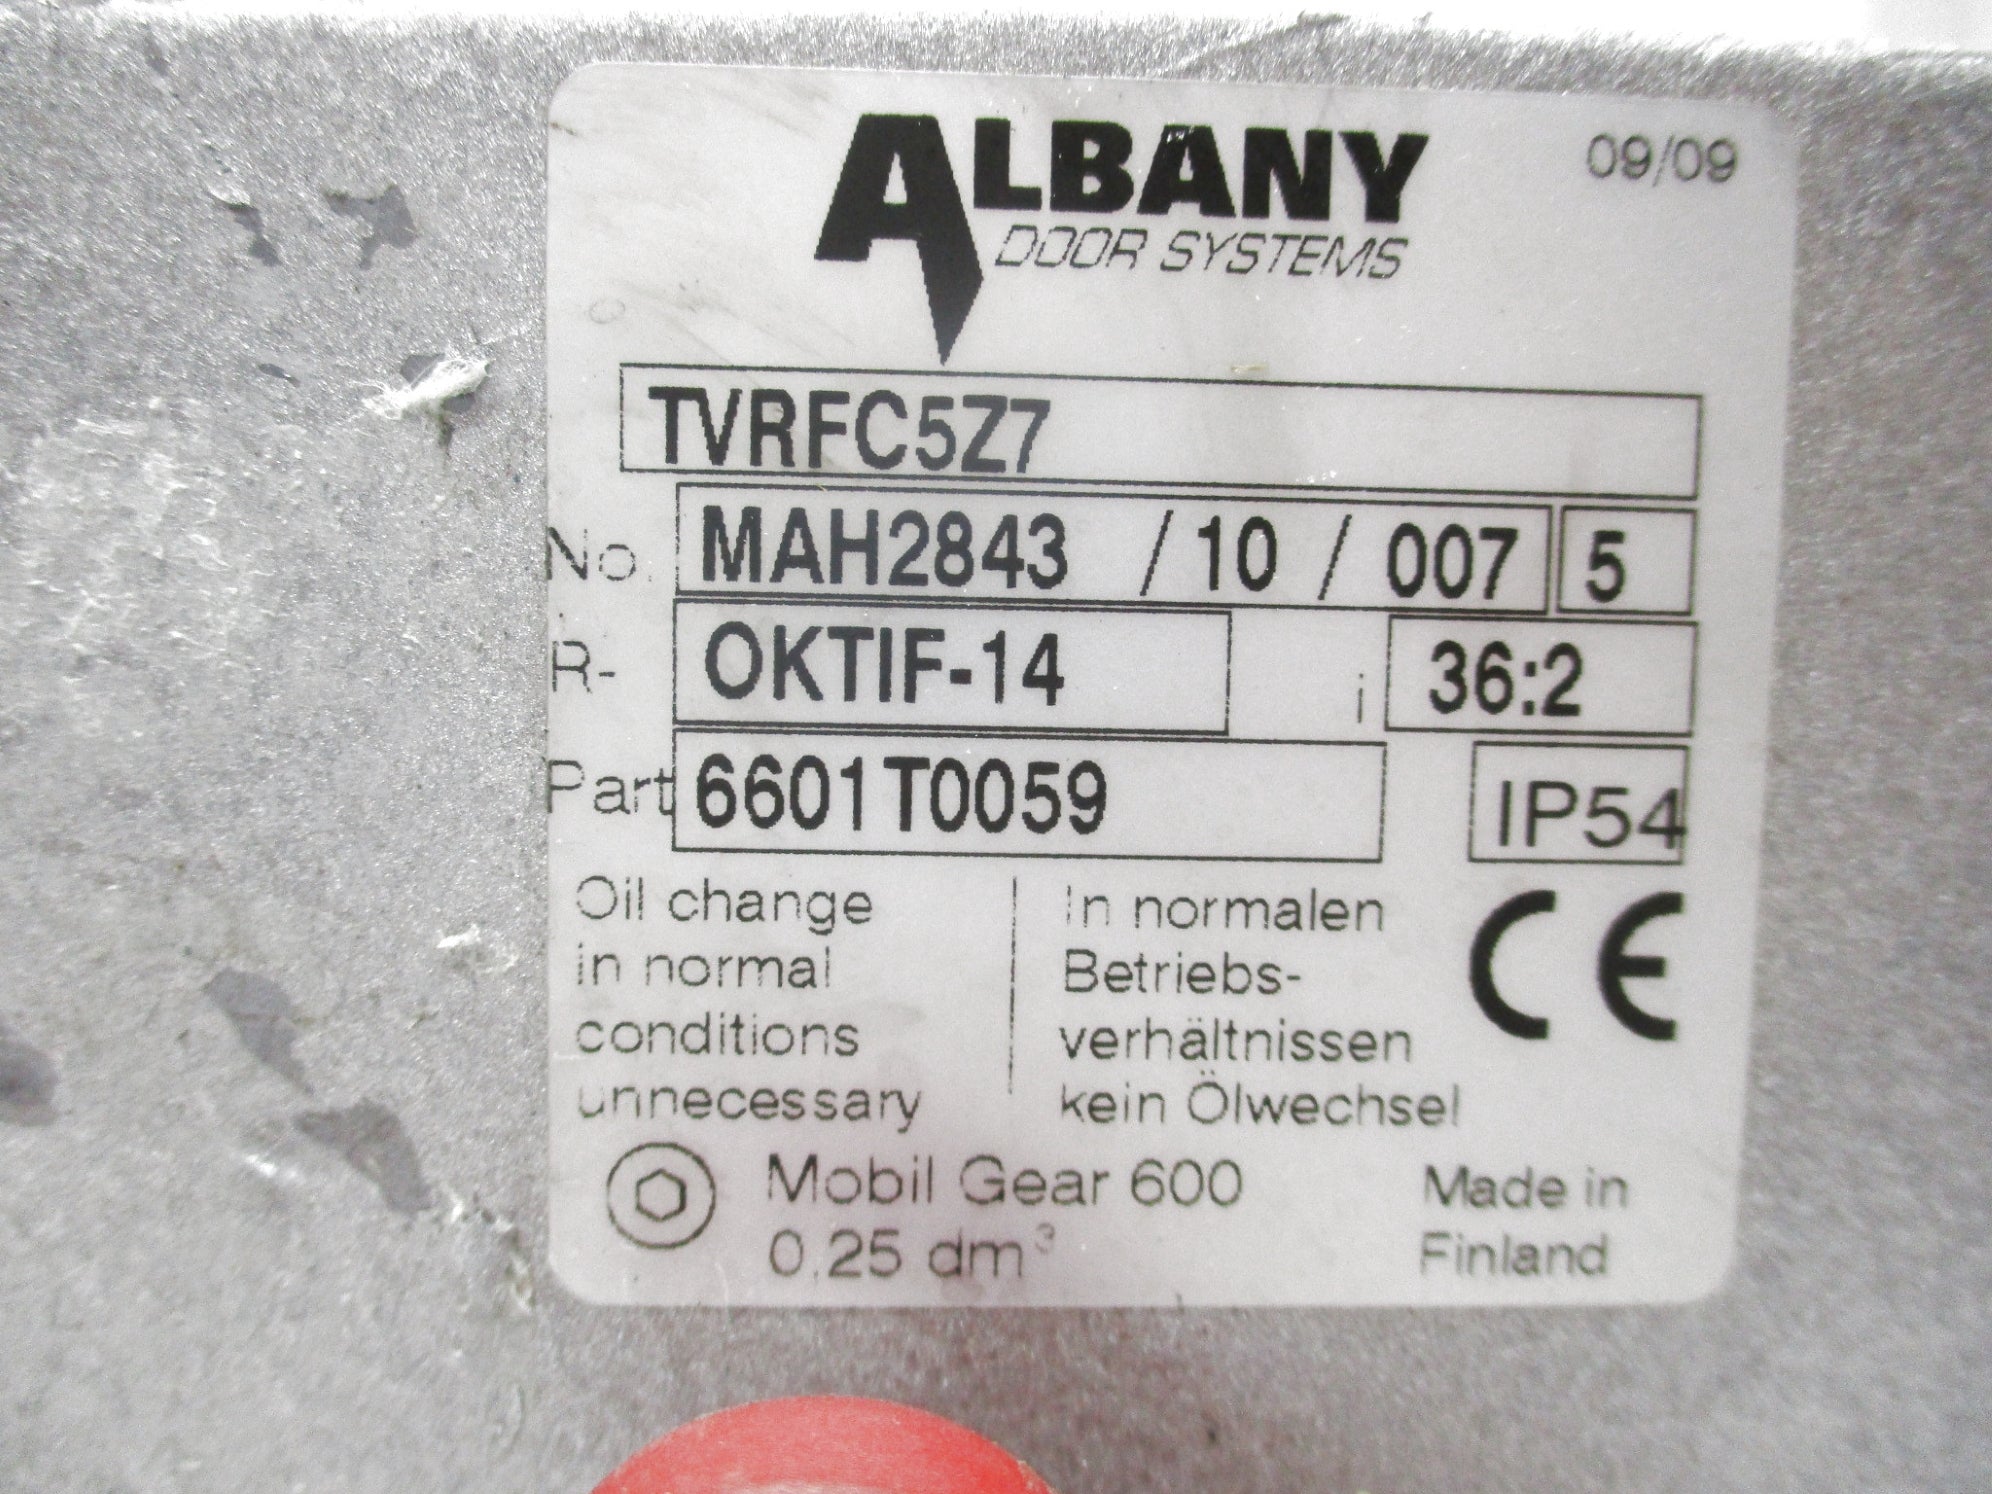 ALBANY 09/09
DOOR SYSTEMS
TVRFC5Z7
No. MAH2843 / 10 / 007 5
R- OKTIF-14 i 36:2
Part 6601T0059 IP54
Oil change
in normal
conditions
unnecessary
In normalen
Betriebs-
verhältnissen
kein Ölwechsel
CE
Mobil Gear 600
0.25 dm³
Made in
Finland